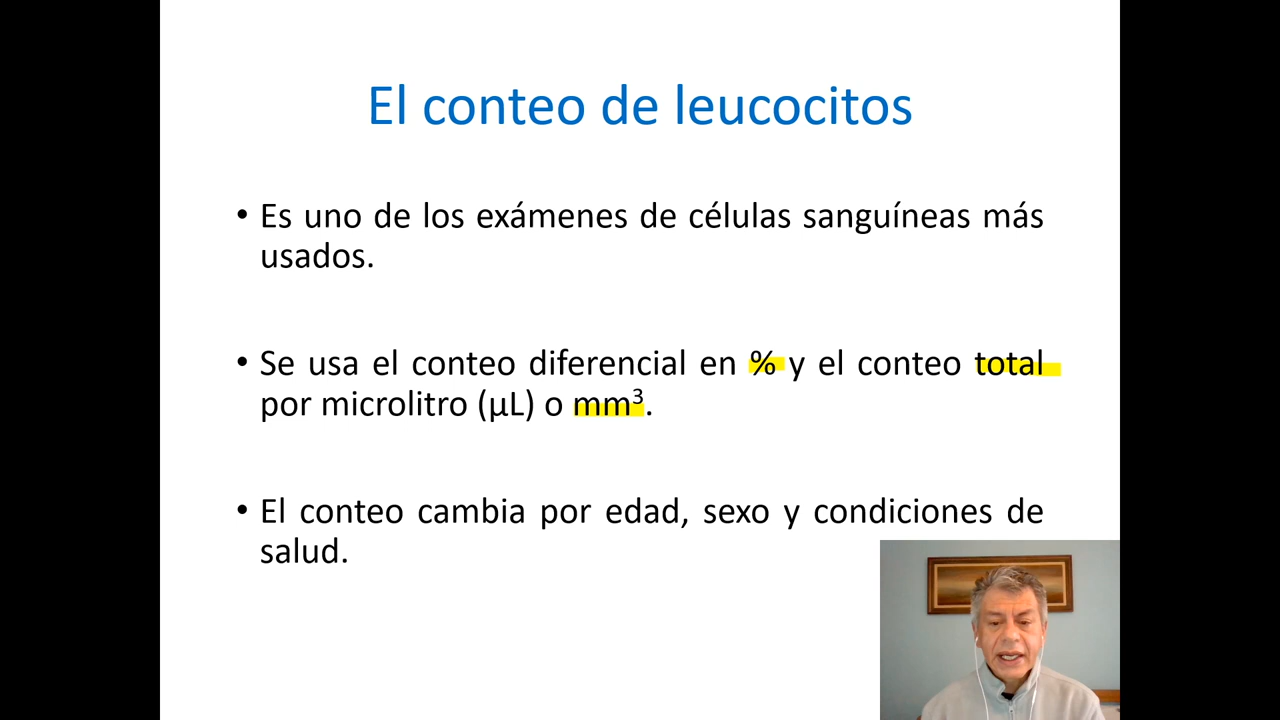 El conteo de leucocitos
• Es uno de los exámenes de células sanguíneas más
usados.
• Se usa el conteo diferencial en % y el conteo total
por microlitro (µL) o mm³.
• El conteo cambia por edad, sexo y condiciones de
salud.